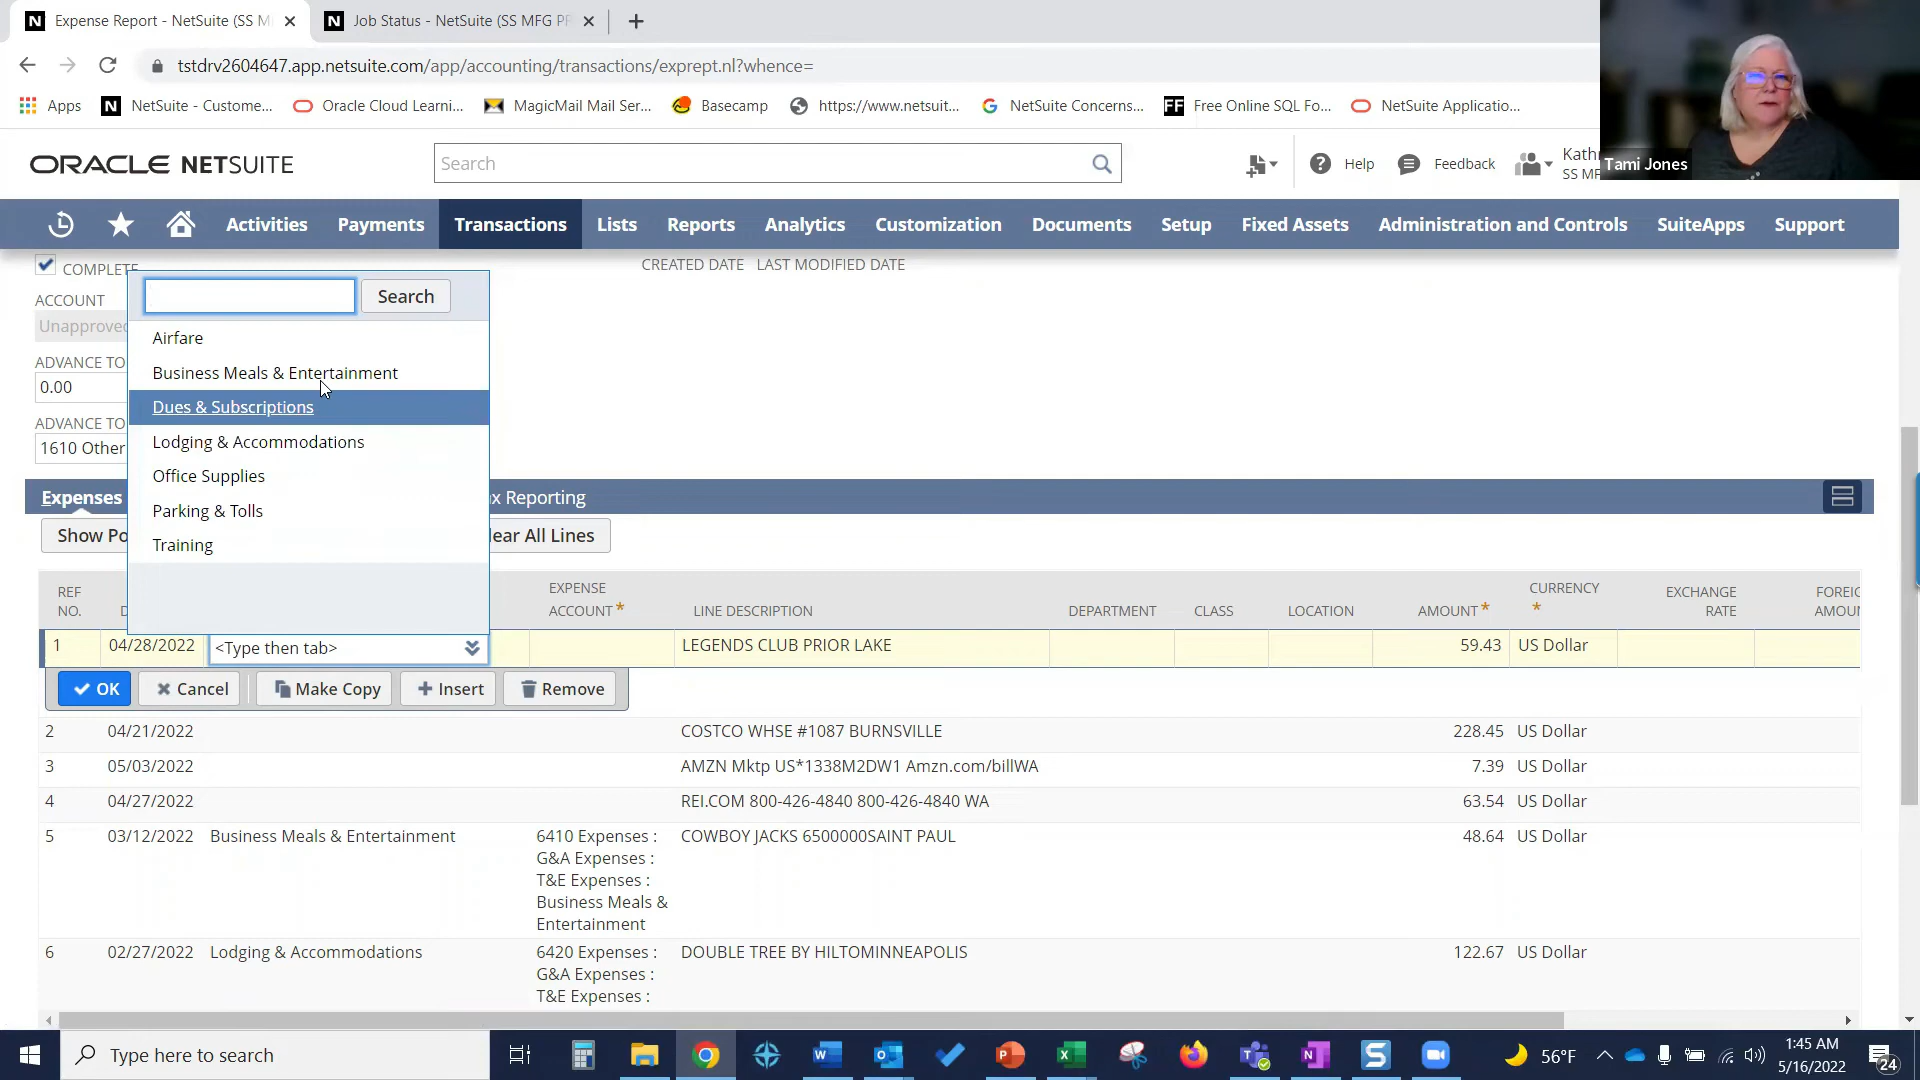 Expense Report - NetSuite (SS M
Job Status - NetSuite (SS MFG PR
tstdrv2604647.app.netsuite.com/app/accounting/transactions/exprept.nl?whence=
Apps
NetSuite - Custome...
Oracle Cloud Learni...
MagicMail Mail Ser...
Basecamp
https://www.netsuit...
NetSuite Concerns...
Free Online SQL Fo...
NetSuite Applicatio...
ORACLE NETSUITE
Search
Help
Feedback
Kath
SS MF
Tami Jones
Activities
Payments
Transactions
Lists
Reports
Analytics
Customization
Documents
Setup
Fixed Assets
Administration and Controls
SuiteApps
Support
COMPLETE
CREATED DATE
LAST MODIFIED DATE
ACCOUNT
Unapproved
ADVANCE TO
0.00
ADVANCE TO
1610 Other
Search
Airfare
Business Meals & Entertainment
Dues & Subscriptions
Lodging & Accommodations
Office Supplies
Parking & Tolls
Training
Expenses
x Reporting
Show Po
lear All Lines
REF NO.
D
EXPENSE ACCOUNT *
LINE DESCRIPTION
DEPARTMENT
CLASS
LOCATION
AMOUNT *
CURRENCY *
EXCHANGE RATE
FOREIG
AMOUN
1 04/28/2022 <Type then tab> LEGENDS CLUB PRIOR LAKE 59.43 US Dollar
OK
Cancel
Make Copy
Insert
Remove
2 04/21/2022 COSTCO WHSE #1087 BURNSVILLE 228.45 US Dollar
3 05/03/2022 AMZN Mktp US*1338M2DW1 Amzn.com/billWA 7.39 US Dollar
4 04/27/2022 REI.COM 800-426-4840 800-426-4840 WA 63.54 US Dollar
5 03/12/2022 Business Meals & Entertainment 6410 Expenses : COWBOY JACKS 6500000SAINT PAUL 48.64 US Dollar
G&A Expenses :
T&E Expenses :
Business Meals &
Entertainment
6 02/27/2022 Lodging & Accommodations 6420 Expenses : DOUBLE TREE BY HILTOMINNEAPOLIS 122.67 US Dollar
G&A Expenses :
T&E Expenses :
Type here to search
56°F
1:45 AM
5/16/2022
24